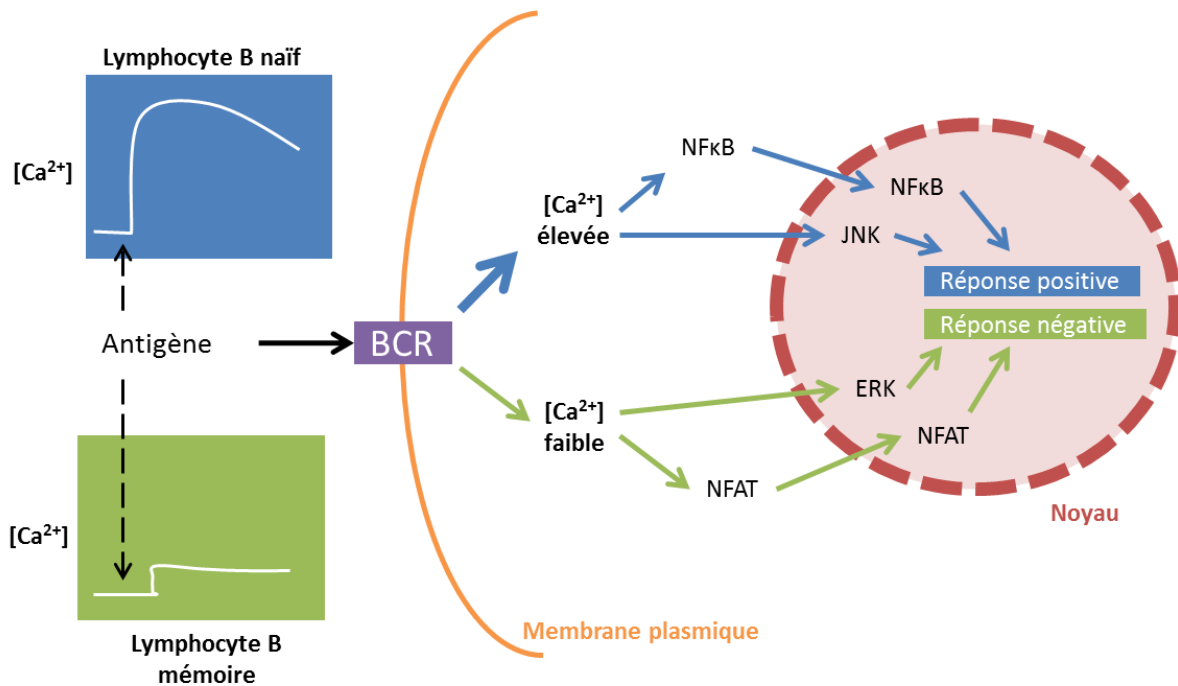 Lymphocyte B naïf
[Ca²⁺]
Antigène
[Ca²⁺]
Lymphocyte B
mémoire
BCR
Membrane plasmique
[Ca²⁺]
élevée
NFκB
NFκB
JNK
Réponse positive
Réponse négative
[Ca²⁺]
faible
ERK
NFAT
NFAT
Noyau